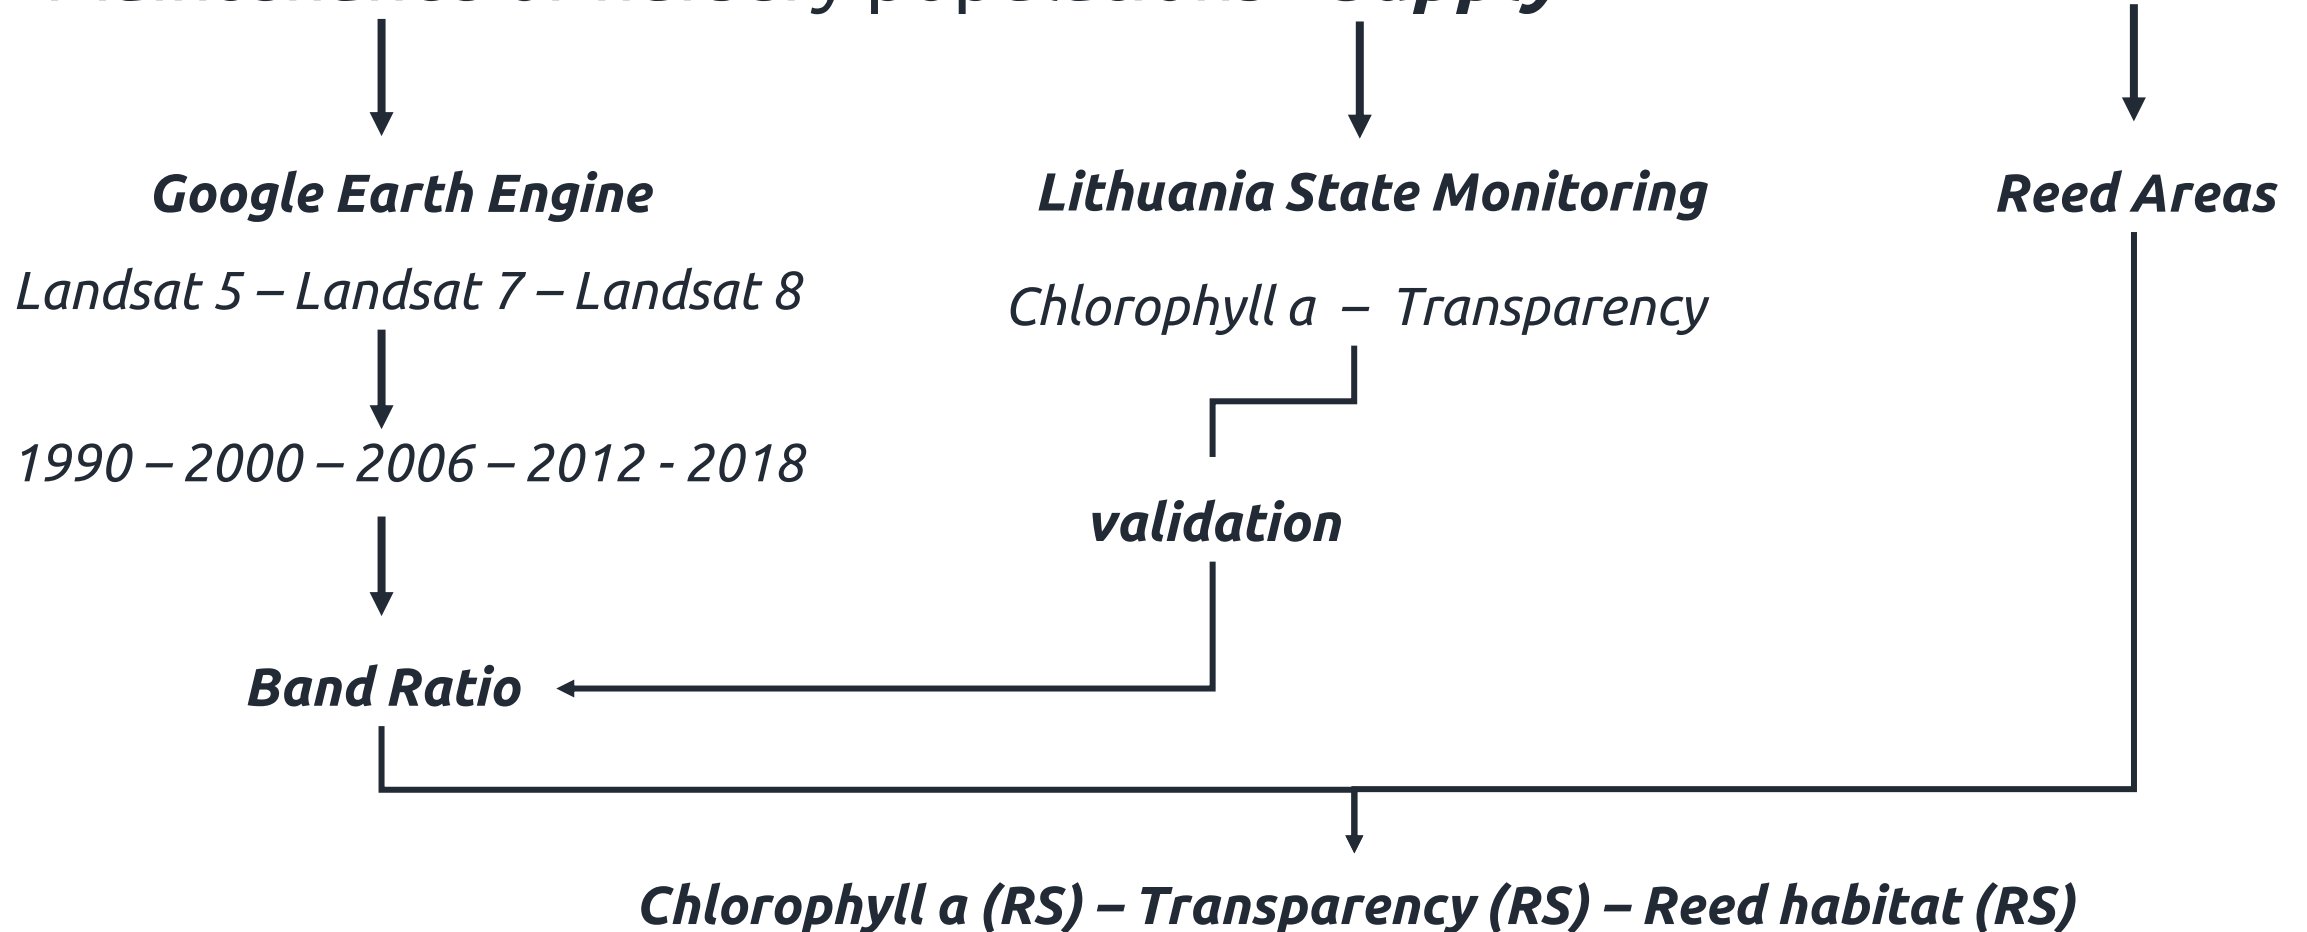 Google Earth Engine
Lithuania State Monitoring
Reed Areas
Landsat 5 – Landsat 7 – Landsat 8
Chlorophyll a – Transparency
1990 – 2000 – 2006 – 2012 - 2018
validation
Band Ratio
Chlorophyll a (RS) – Transparency (RS) – Reed habitat (RS)